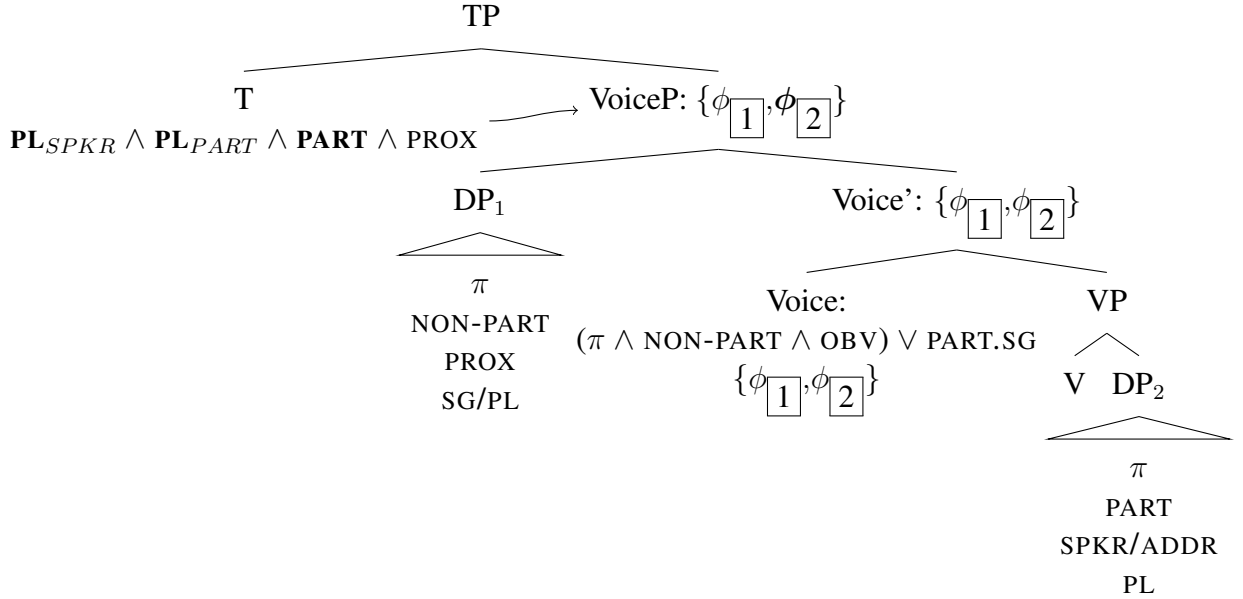 TP
T
VoiceP: {ϕ1,ϕ2}
PL_SPKR ∧ PL_PART ∧ PART ∧ PROX
DP1
Voice’: {ϕ1,ϕ2}
π
NON-PART
PROX
SG/PL
Voice:
(π ∧ NON-PART ∧ OBV) ∨ PART.SG
{ϕ1,ϕ2}
VP
V DP2
π
PART
SPKR/ADDR
PL